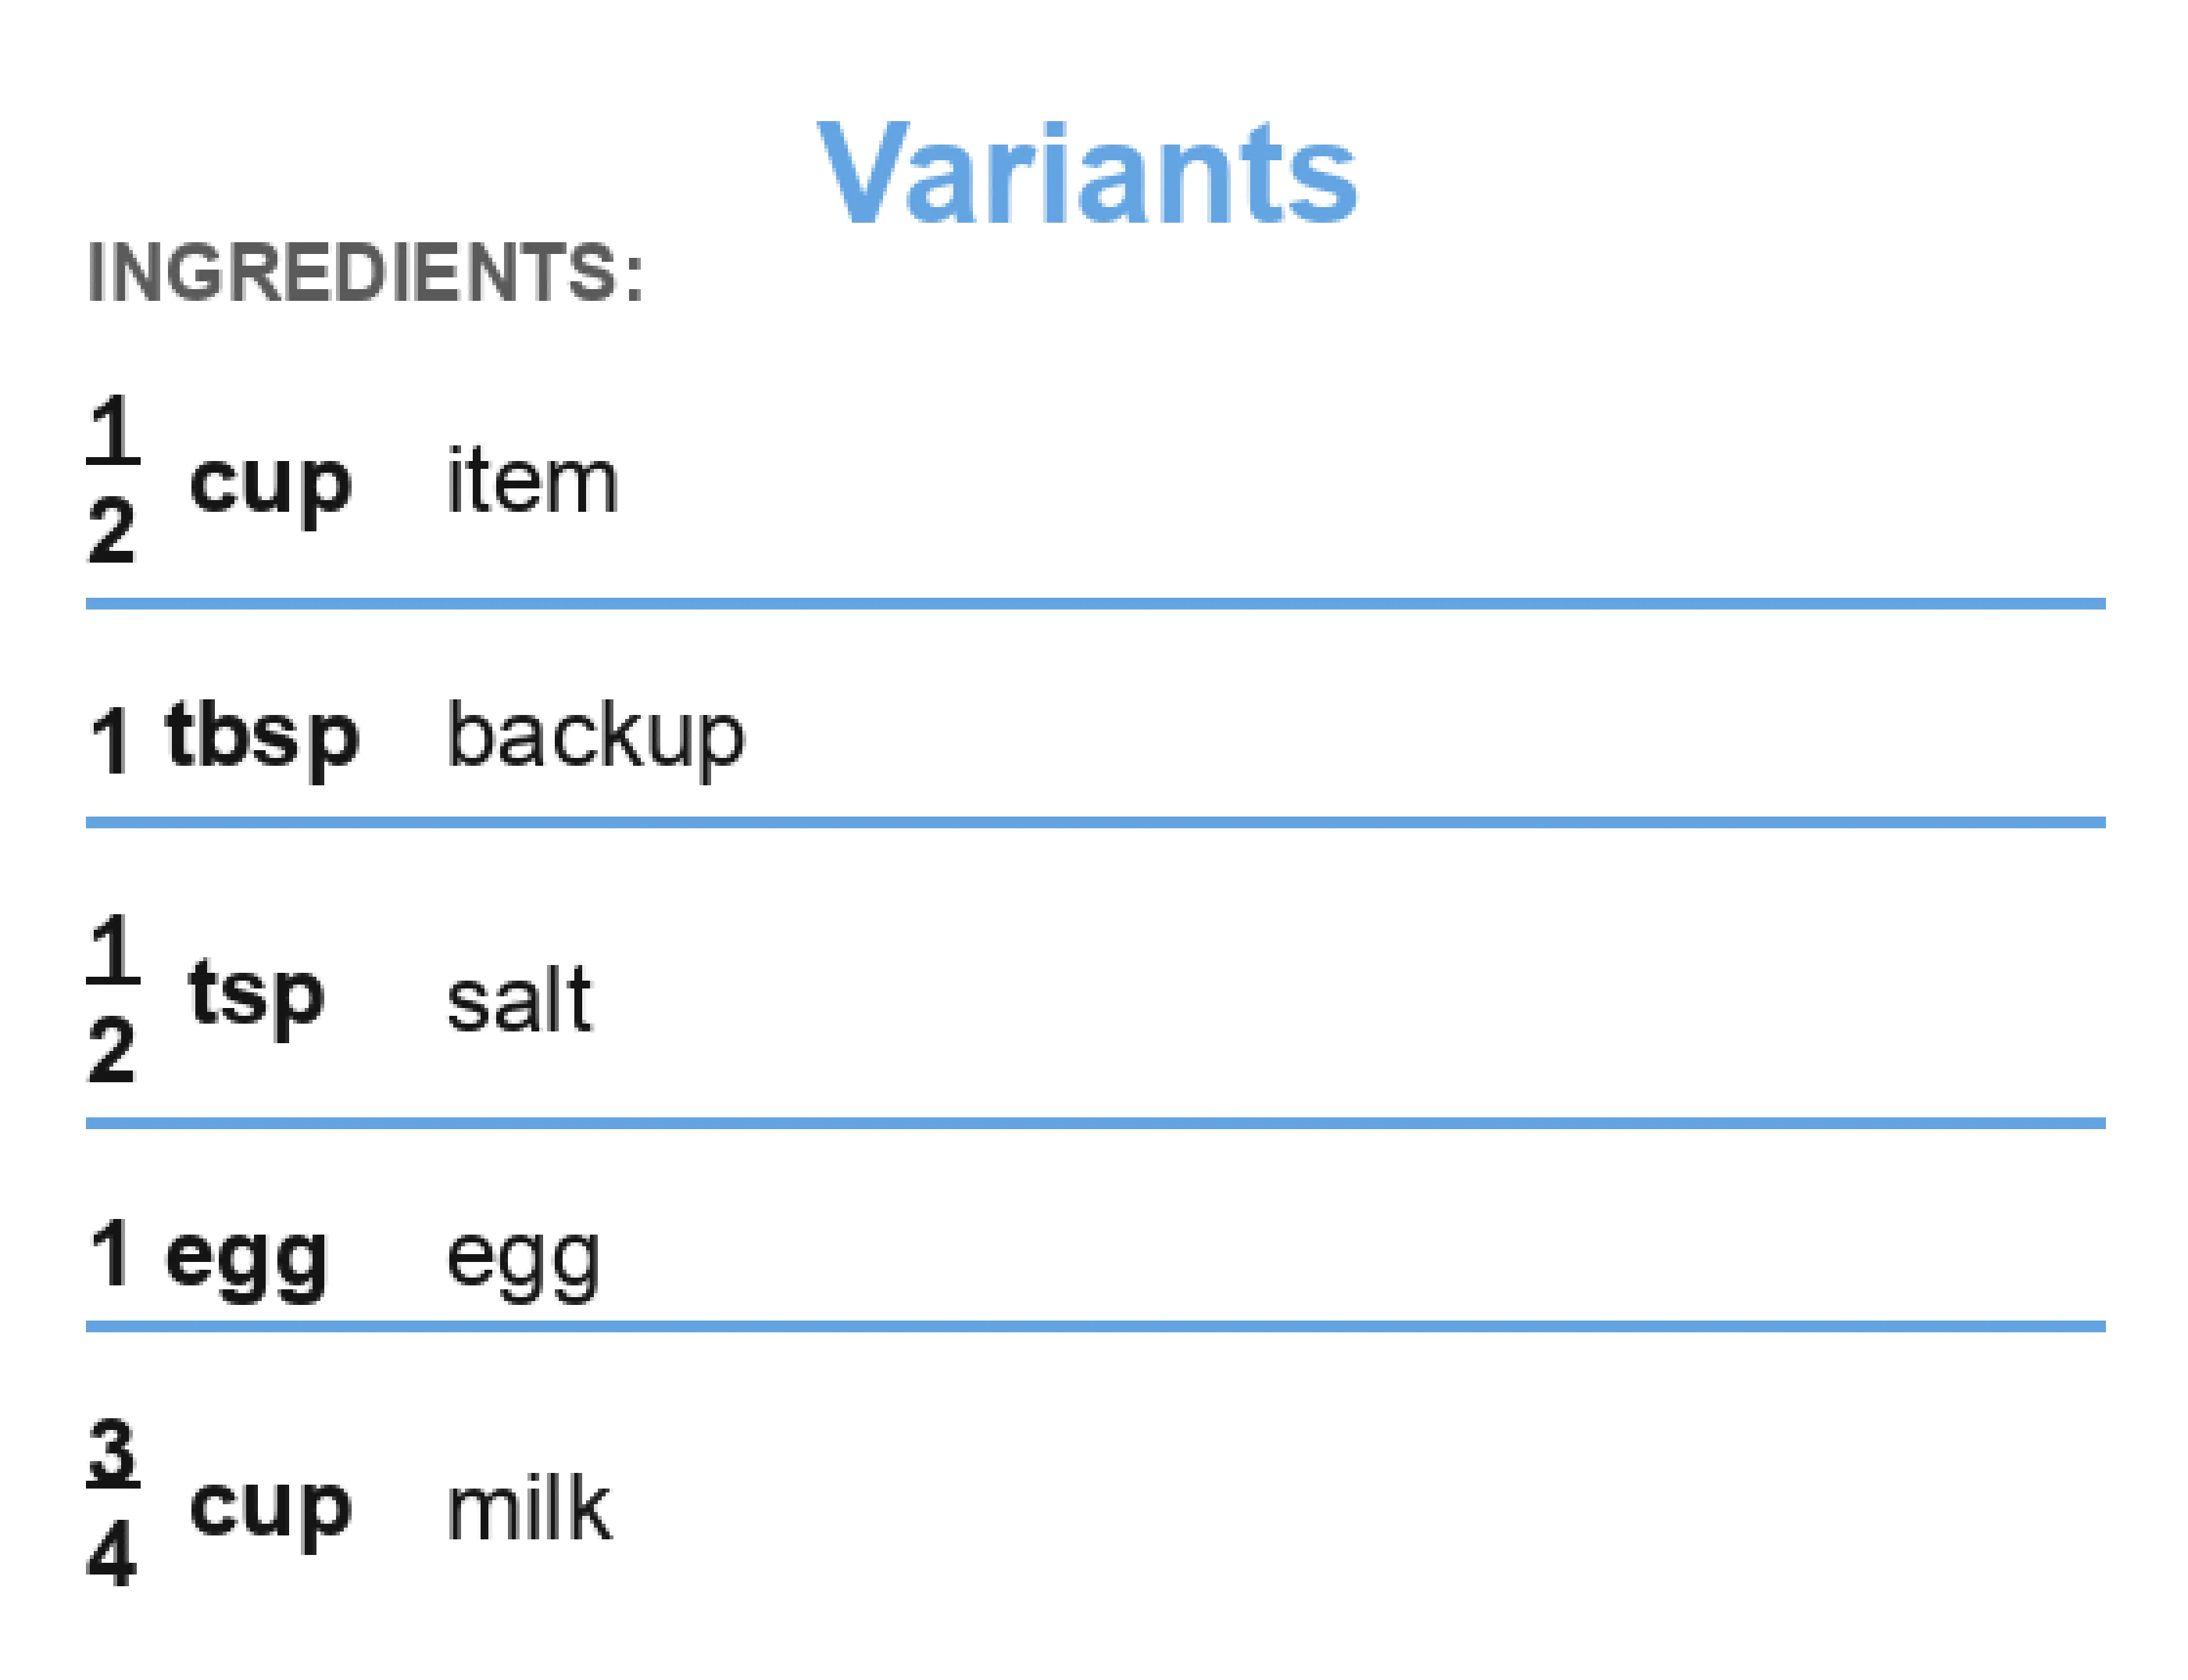 Variants
INGREDIENTS:
1/2 cup item
1 tbsp backup
1/2 tsp salt
1 egg egg
3/4 cup milk